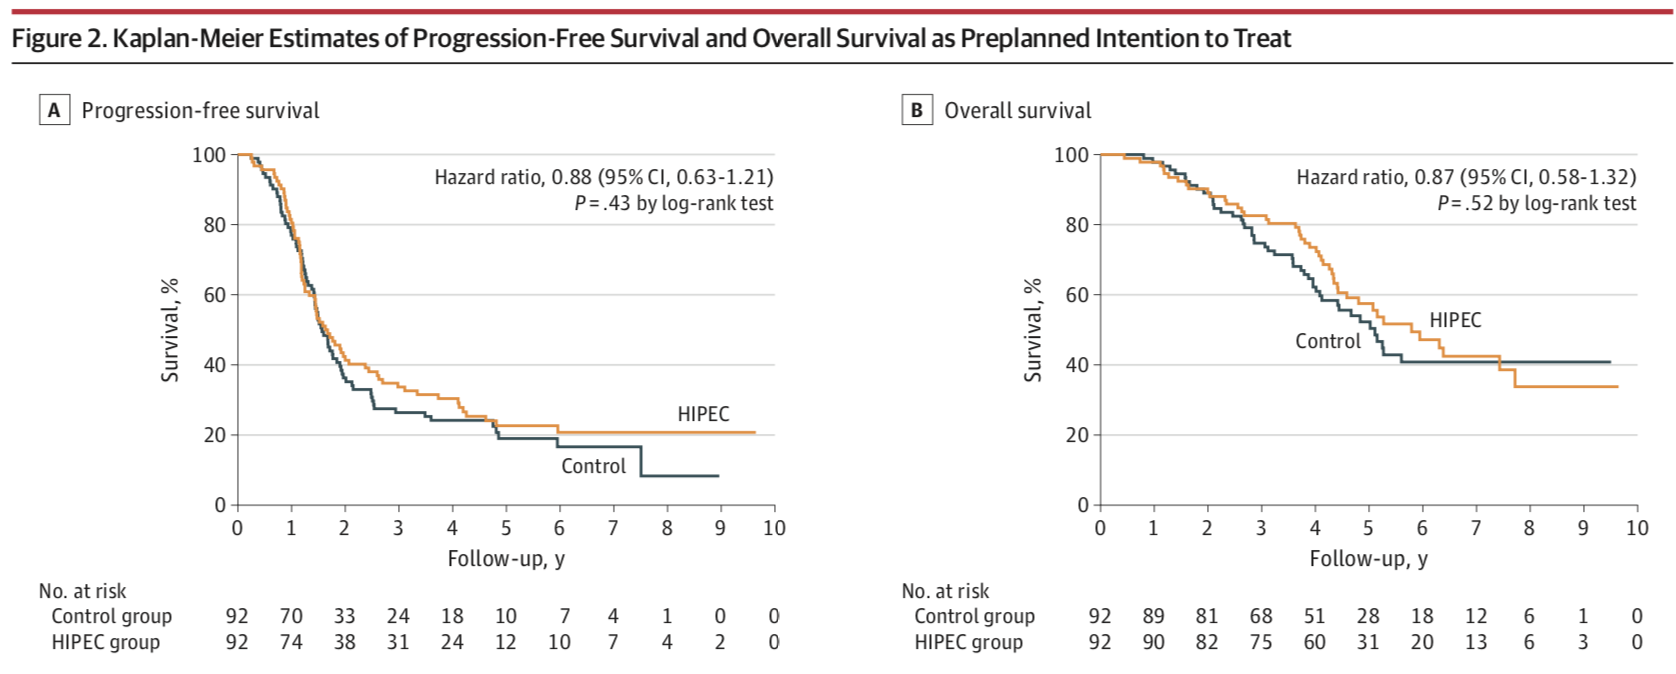 Figure 2. Kaplan-Meier Estimates of Progression-Free Survival and Overall Survival as Preplanned Intention to Treat
A Progression-free survival
Hazard ratio, 0.88 (95% CI, 0.63-1.21)
P = .43 by log-rank test
Survival, %
100
80
60
40
20
0
HIPEC
Control
0 1 2 3 4 5 6 7 8 9 10
Follow-up, y
No. at risk
Control group 92 70 33 24 18 10 7 4 1 0 0
HIPEC group 92 74 38 31 24 12 10 7 4 2 0
B Overall survival
Hazard ratio, 0.87 (95% CI, 0.58-1.32)
P = .52 by log-rank test
Survival, %
100
80
60
40
20
0
HIPEC
Control
0 1 2 3 4 5 6 7 8 9 10
Follow-up, y
No. at risk
Control group 92 89 81 68 51 28 18 12 6 1 0
HIPEC group 92 90 82 75 60 31 20 13 6 3 0